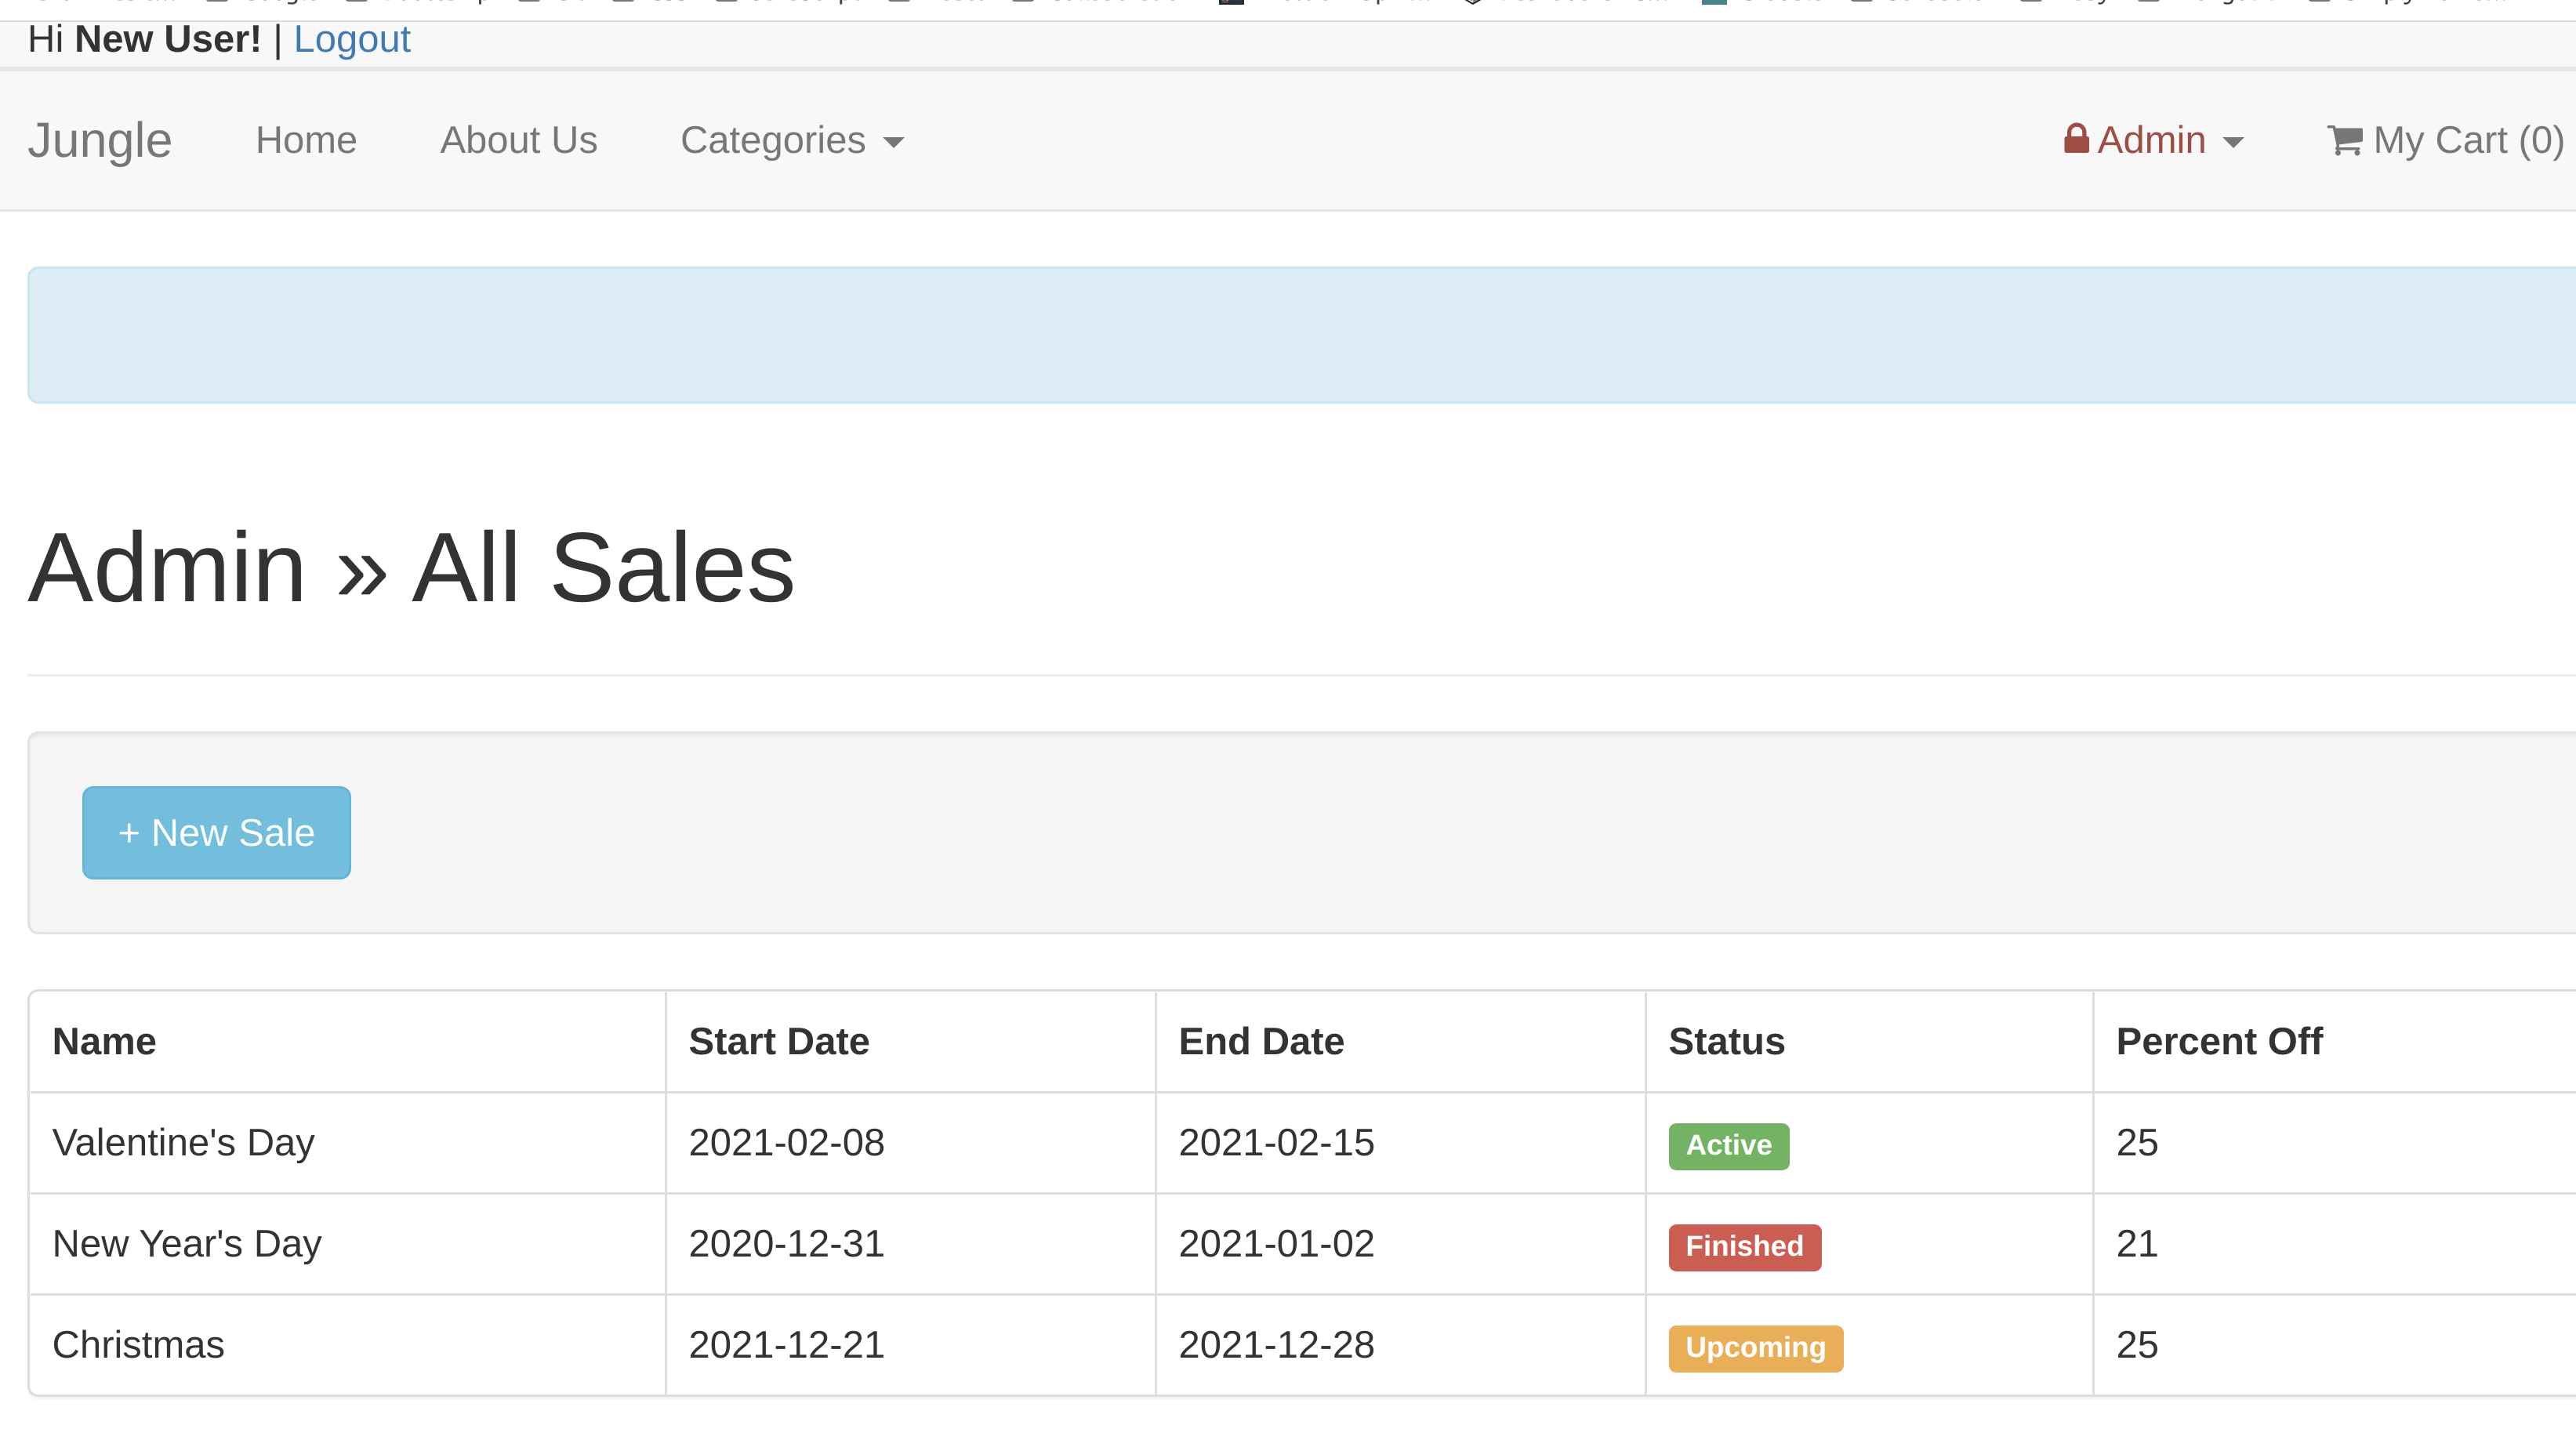 Hi New User! | Logout
Jungle Home About Us Categories Admin My Cart (0)
Admin » All Sales
+ New Sale
Name Start Date End Date Status Percent Off
Valentine's Day 2021-02-08 2021-02-15 Active 25
New Year's Day 2020-12-31 2021-01-02 Finished 21
Christmas 2021-12-21 2021-12-28 Upcoming 25